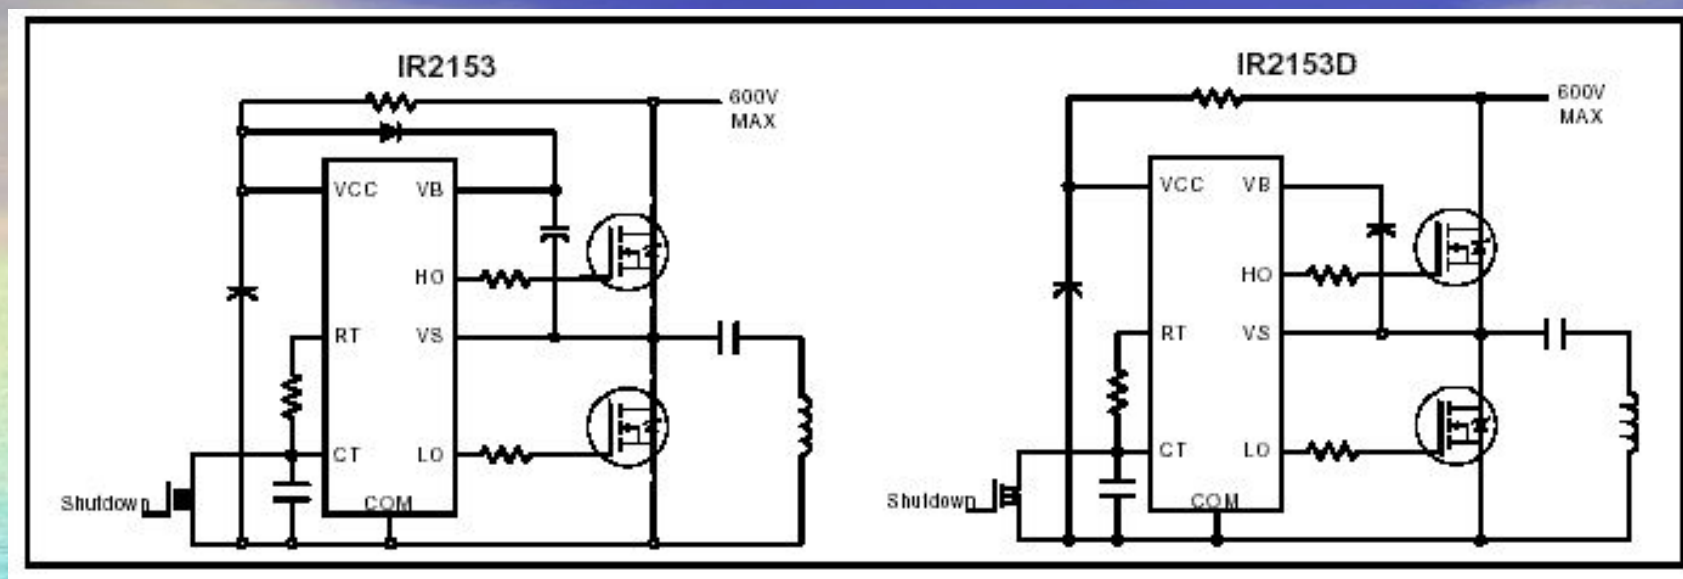 IR2153
600V
MAX
VCC
VB
HO
RT
VS
CT
LO
COM
Shutdown
IR2153D
600V
MAX
VCC
VB
HO
RT
VS
CT
LO
COM
Shutdown